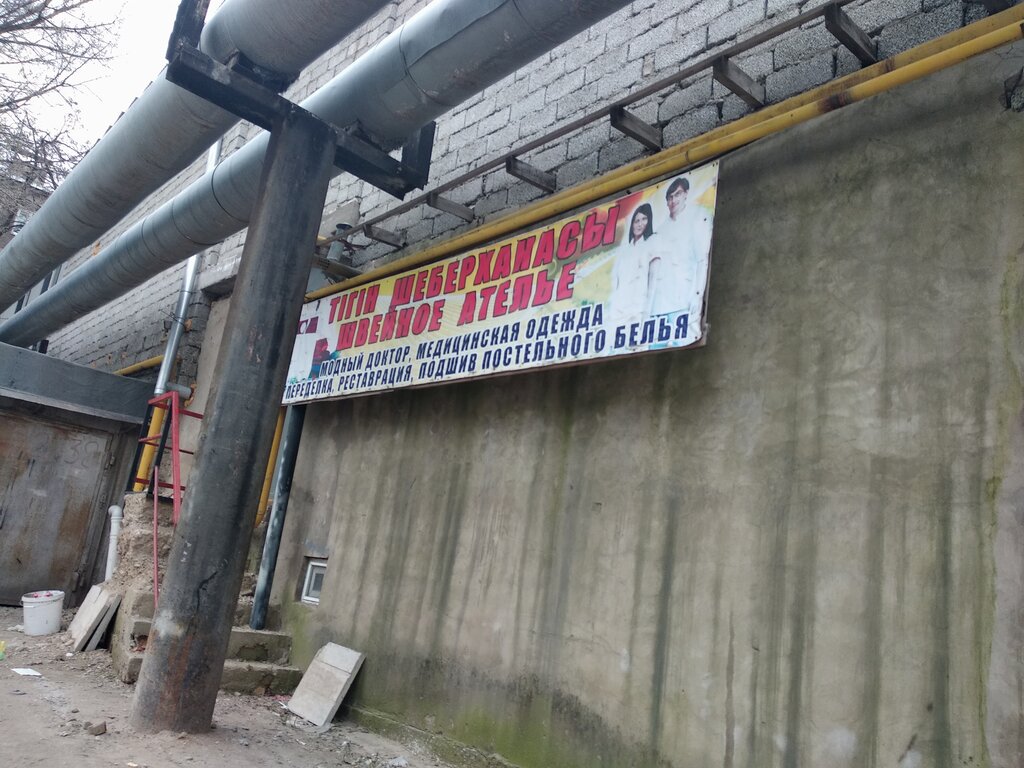 ТІГІН ШЕБЕРХАНАСЫ
ШВЕЙНОЕ АТЕЛЬЕ
МОДНЫЙ ДОКТОР, МЕДИЦИНСКАЯ ОДЕЖДА
ПЕРЕДЕЛКА, РЕСТАВРАЦИЯ, ПОДШИВ ПОСТЕЛЬНОГО БЕЛЬЯ